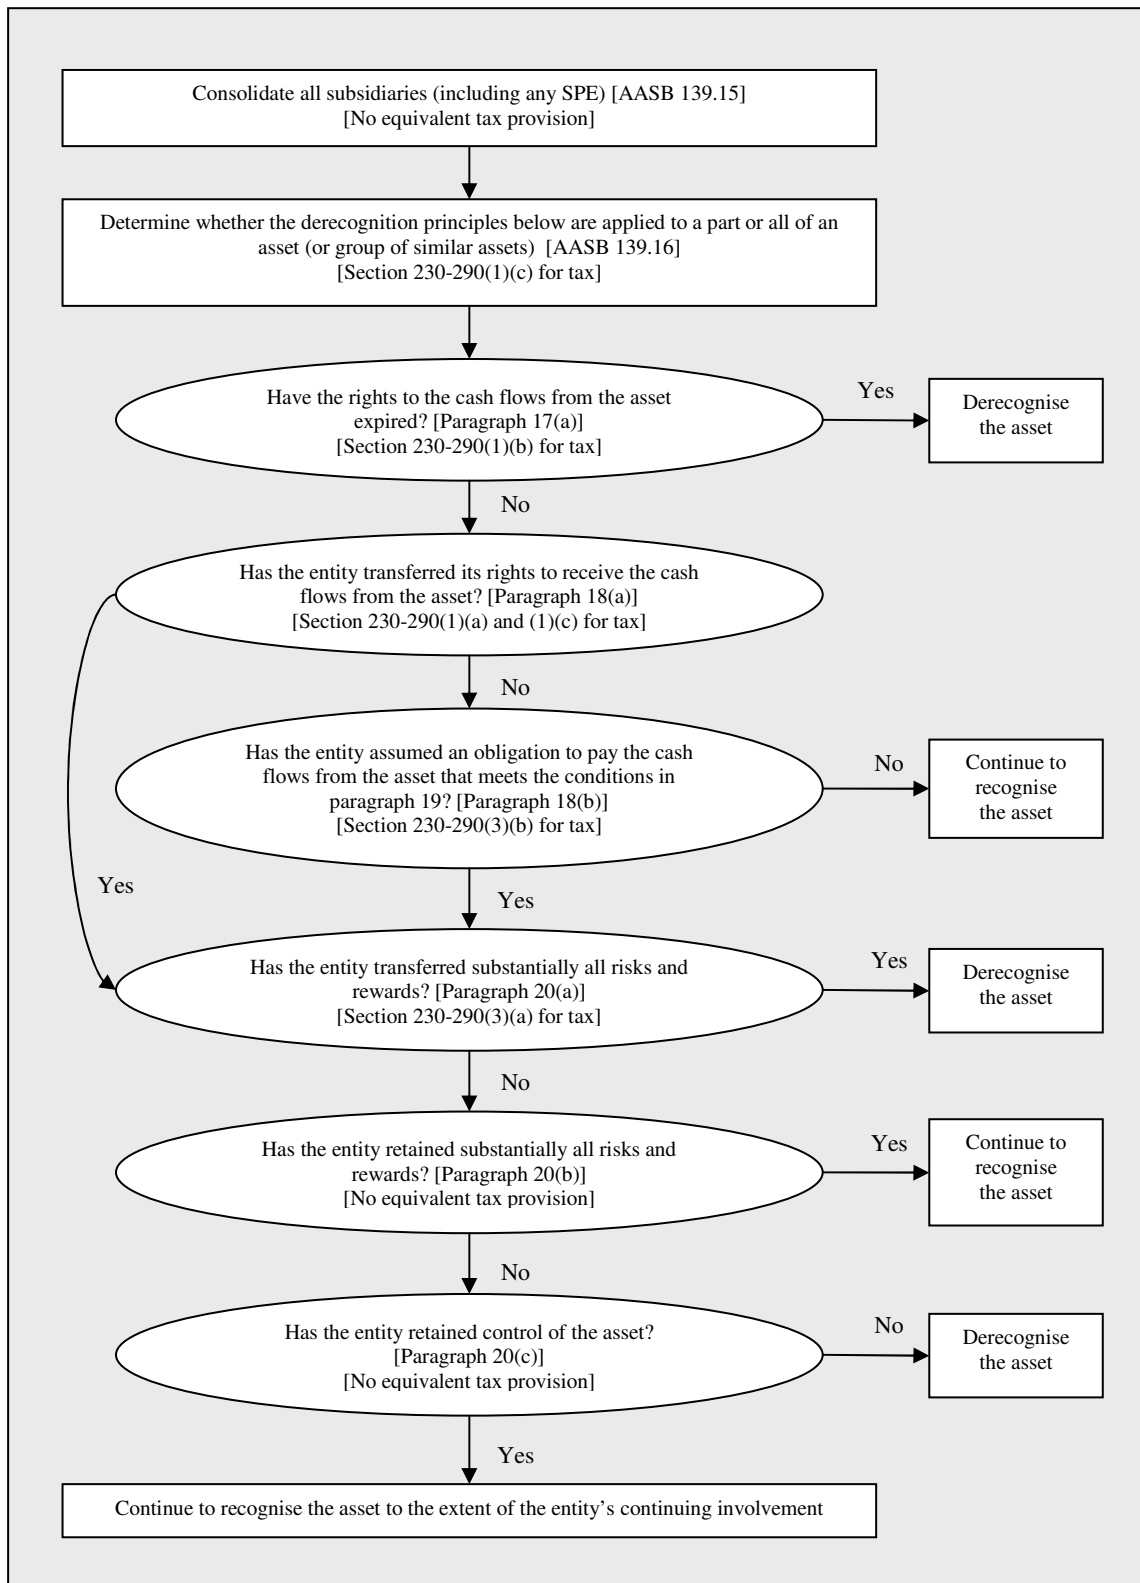 Consolidate all subsidiaries (including any SPE) [AASB 139.15]
[No equivalent tax provision]
Determine whether the derecognition principles below are applied to a part or all of an
asset (or group of similar assets) [AASB 139.16]
[Section 230-290(1)(c) for tax]
Have the rights to the cash flows from the asset
expired? [Paragraph 17(a)]
[Section 230-290(1)(b) for tax]
Yes
Derecognise
the asset
No
Has the entity transferred its rights to receive the cash
flows from the asset? [Paragraph 18(a)]
[Section 230-290(1)(a) and (1)(c) for tax]
No
Has the entity assumed an obligation to pay the cash
flows from the asset that meets the conditions in
paragraph 19? [Paragraph 18(b)]
[Section 230-290(3)(b) for tax]
No
Continue to
recognise
the asset
Yes
Yes
Has the entity transferred substantially all risks and
rewards? [Paragraph 20(a)]
[Section 230-290(3)(a) for tax]
Yes
Derecognise
the asset
No
Has the entity retained substantially all risks and
rewards? [Paragraph 20(b)]
[No equivalent tax provision]
Yes
Continue to
recognise
the asset
No
Has the entity retained control of the asset?
[Paragraph 20(c)]
[No equivalent tax provision]
No
Derecognise
the asset
Yes
Continue to recognise the asset to the extent of the entity's continuing involvement